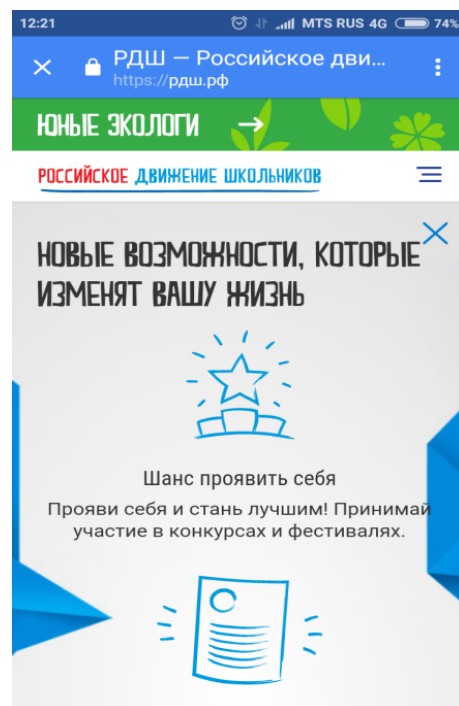 12:21 MTS RUS 4G 74%
РДШ — Российское дви...
https://рдш.рф
ЮНЫЕ ЭКОЛОГИ →
РОССИЙСКОЕ ДВИЖЕНИЕ ШКОЛЬНИКОВ
НОВЫЕ ВОЗМОЖНОСТИ, КОТОРЫЕ
ИЗМЕНЯТ ВАШУ ЖИЗНЬ
Шанс проявить себя
Прояви себя и стань лучшим! Принимай
участие в конкурсах и фестивалях.